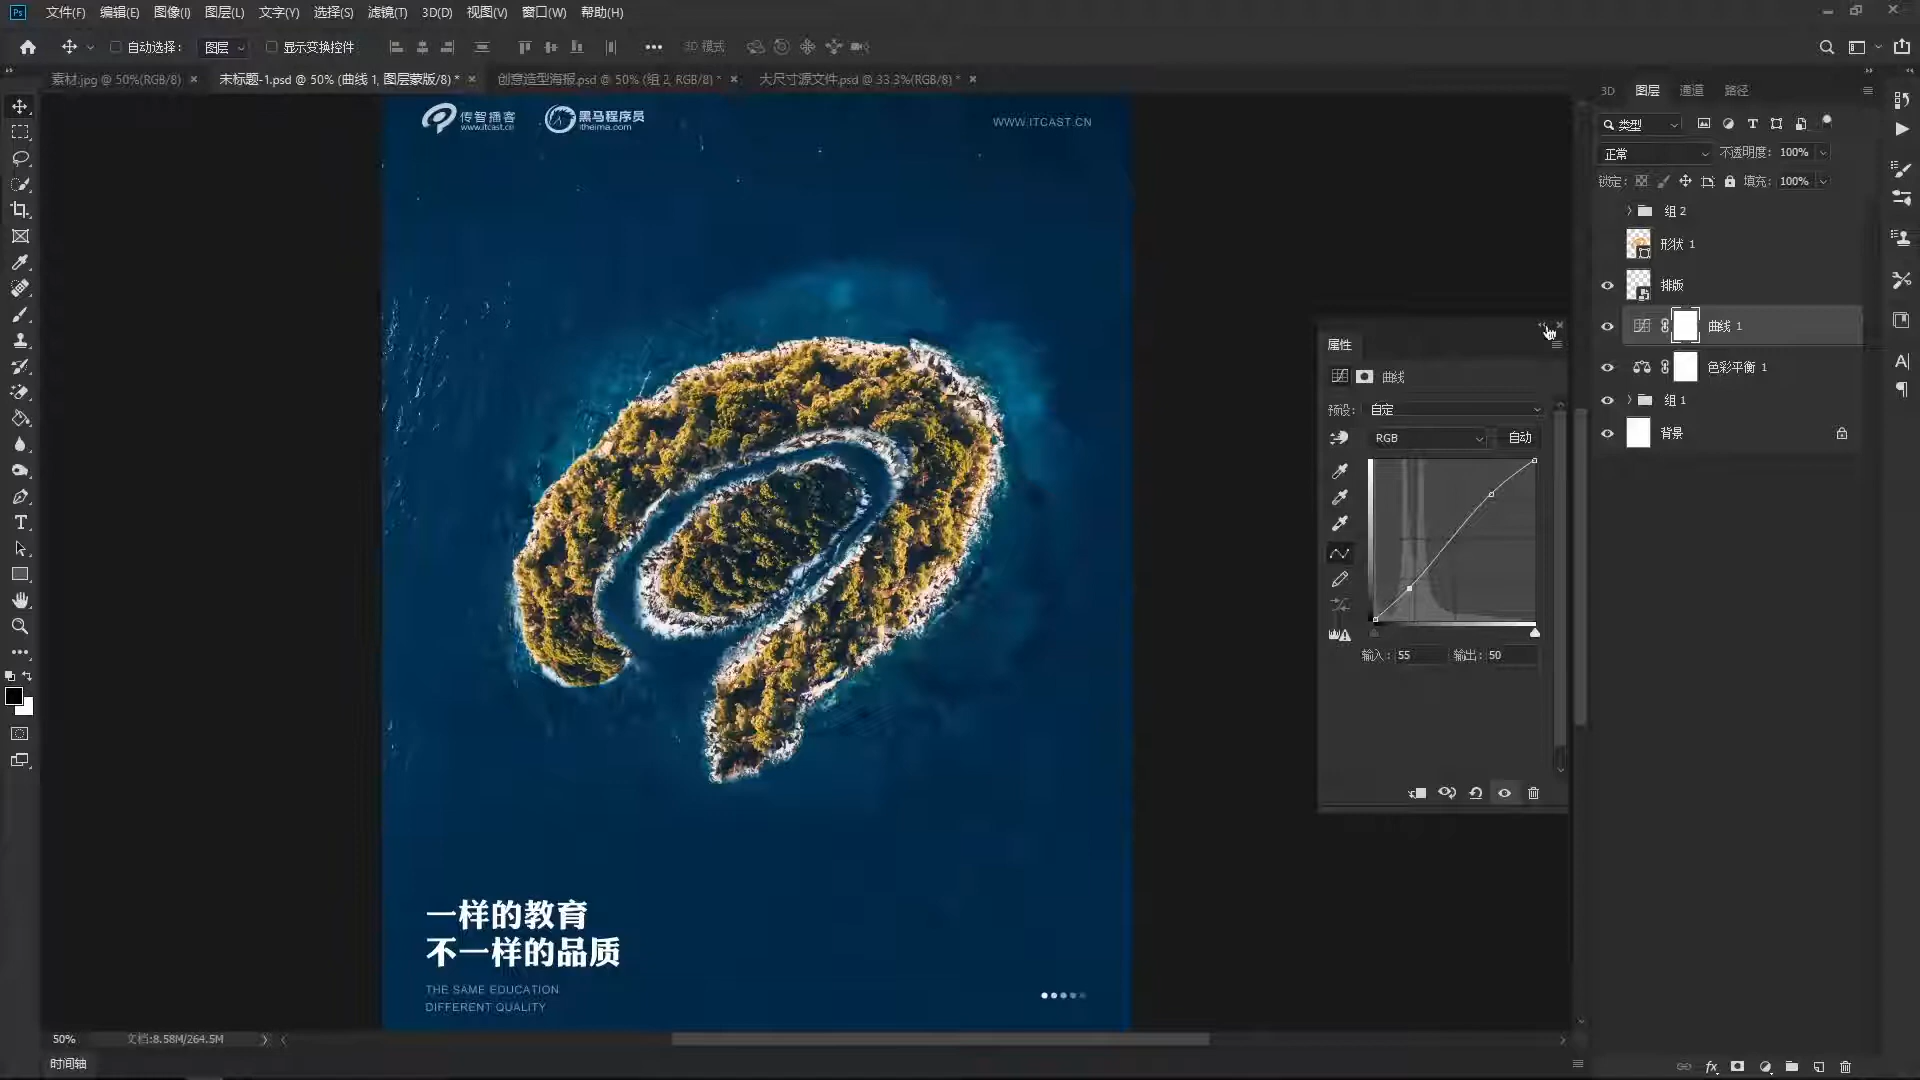 Ps 文件(F) 编辑(E) 图像(I) 图层(L) 文字(Y) 选择(S) 滤镜(T) 3D(D) 视图(V) 窗口(W) 帮助(H)
自动选择: 图层 显示变换控件 3D 模式
素材.jpg @ 50%(RGB/8) × 未标题-1.psd @ 50% (曲线 1, 图层蒙版/8) * × 创意造型海报.psd @ 50% (组 2, RGB/8) * × 大尺寸源文件.psd @ 33.3%(RGB/8) * ×
传智播客
www.itcast.cn
黑马程序员
itheima.com
WWW.ITCAST.CN
一样的教育
不一样的品质
THE SAME EDUCATION
DIFFERENT QUALITY
属性
曲线
预设: 自定
RGB 自动
输入: 55 输出: 50
3D 图层 通道 路径
类型
正常 不透明度: 100%
锁定: 填充: 100%
组 2
形状 1
排版
曲线 1
色彩平衡 1
组 1
背景
50% 文档:8.58M/264.5M
时间轴